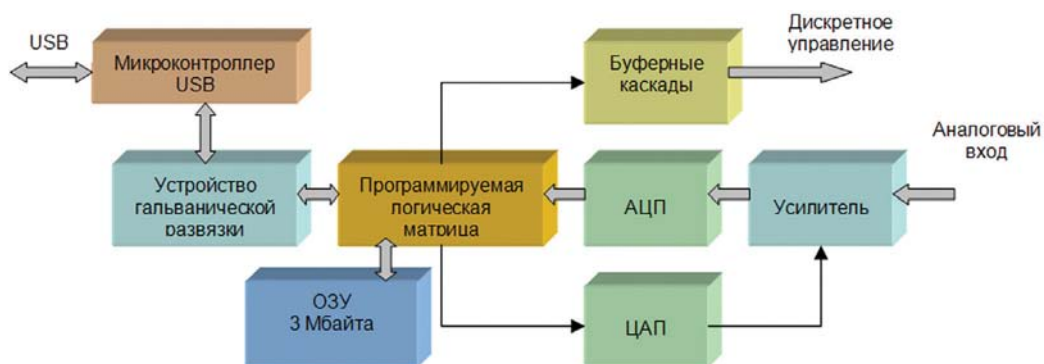 USB
Микроконтроллер
USB
Буферные
каскады
Дискретное
управление
Аналоговый
вход
Устройство
гальванической
развязки
Программируемая
логическая
матрица
АЦП
Усилитель
ОЗУ
3 Мбайта
ЦАП